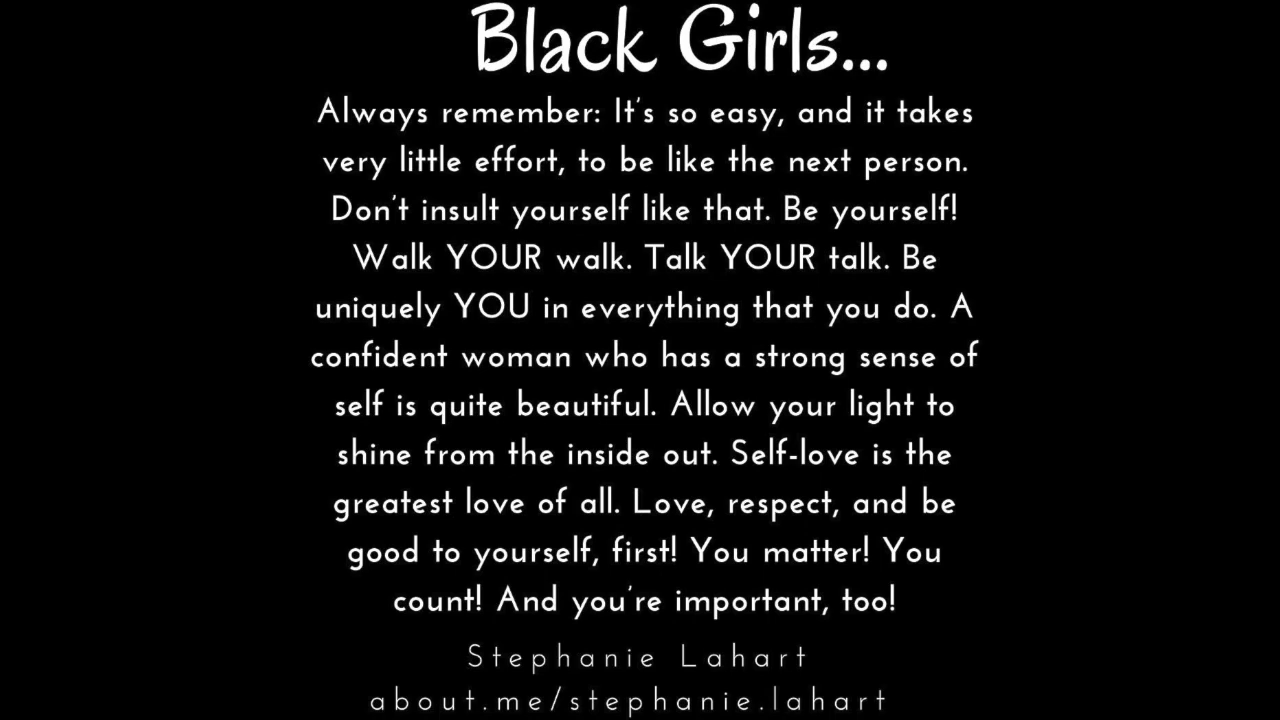 Black Girls...
Always remember: It's so easy, and it takes
very little effort, to be like the next person.
Don't insult yourself like that. Be yourself!
Walk YOUR walk. Talk YOUR talk. Be
uniquely YOU in everything that you do. A
confident woman who has a strong sense of
self is quite beautiful. Allow your light to
shine from the inside out. Self-love is the
greatest love of all. Love, respect, and be
good to yourself, first! You matter! You
count! And you're important, too!
Stephanie Lahart
about.me/stephanie.lahart